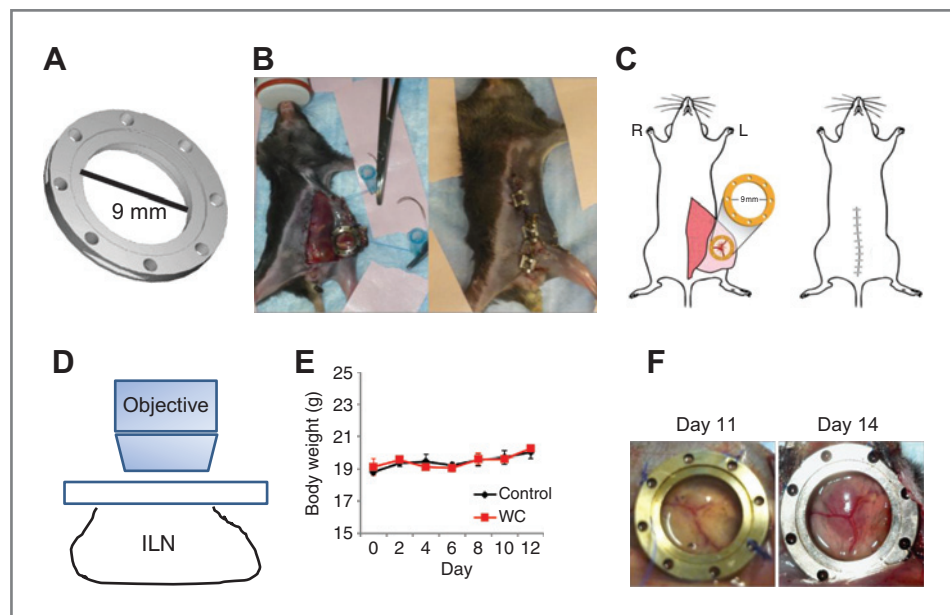 A
9 mm
B
C
R
L
9mm
D
Objective
ILN
E
Body weight (g)
25
23
21
19
17
15
0 2 4 6 8 10 12
Day
Control
WC
F
Day 11
Day 14